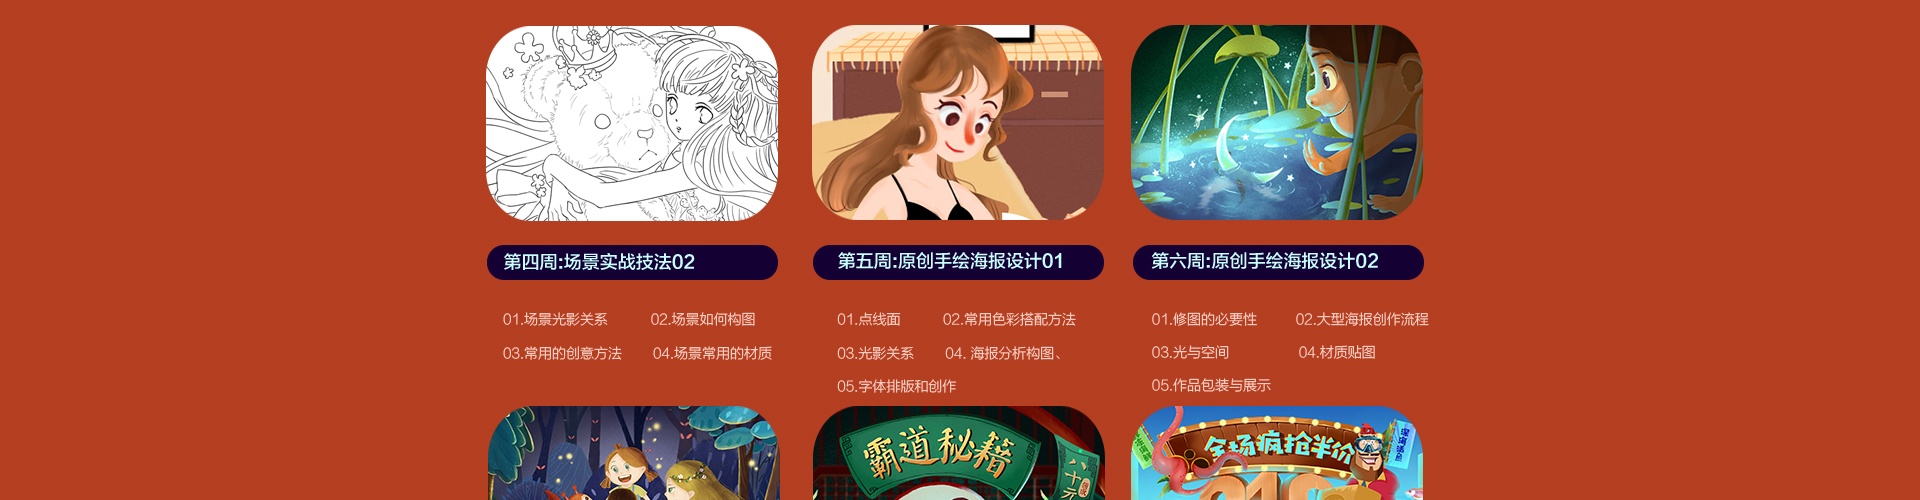 第四周:场景实战技法02
第五周:原创手绘海报设计01
第六周:原创手绘海报设计02
01.场景光影关系 02.场景如何构图
03.常用的创意方法 04.场景常用的材质
01.点线面 02.常用色彩搭配方法
03.光影关系 04. 海报分析构图、
05.字体排版和创作
01.修图的必要性 02.大型海报创作流程
03.光与空间 04.材质贴图
05.作品包装与展示
霸道秘籍
八十元
全场疯抢半价